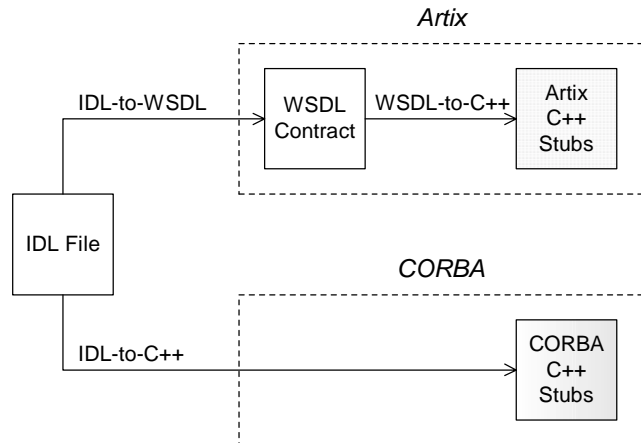 Artix
IDL-to-WSDL
WSDL
Contract
WSDL-to-C++
Artix
C++
Stubs
IDL File
CORBA
IDL-to-C++
CORBA
C++
Stubs